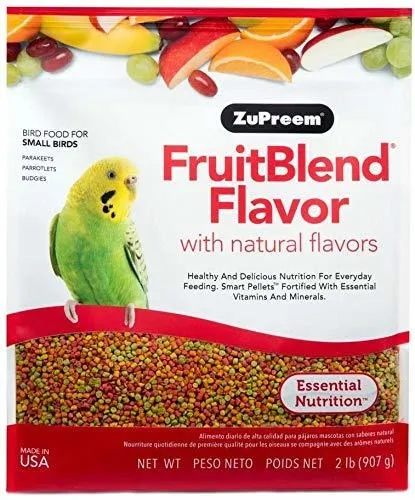 ZuPreem®
BIRD FOOD FOR
SMALL BIRDS
PARAKEETS
PARROTLETS
BUDGIES
FruitBlend®
Flavor
with natural flavors
Healthy And Delicious Nutrition For Everyday
Feeding. Smart Pellets™ Fortified With Essential
Vitamins And Minerals.
Essential
Nutrition™
Alimento diario de alta calidad para pájaros mascotas con sabores natural
Nourriture quotidienne de première qualité pour les oiseaux se compagnie avec des arômes naturels
MADE IN
USA
NET WT PESO NETO POIDS NET 2 lb (907 g)